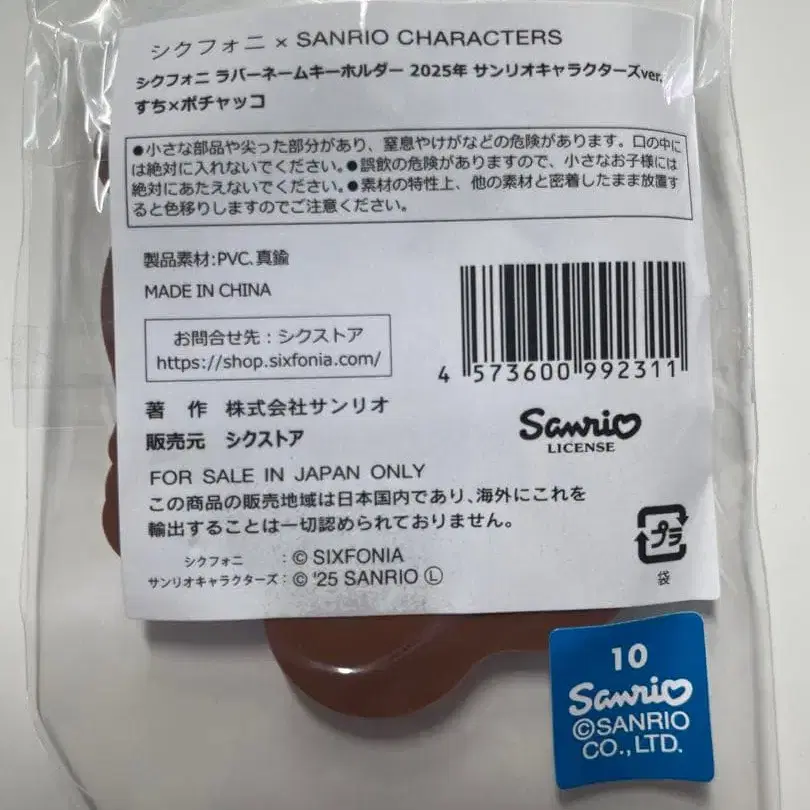 シクフォニ × SANRIO CHARACTERS
シクフォニ ラバーネームキーホルダー 2025年 サンリオキャラクターズver.
すち×ポチャッコ
●小さな部品や尖った部分があり、窒息やけがなどの危険があります。口の中に
は絶対に入れないでください。●誤飲の危険がありますので、小さなお子様には
絶対にあたえないでください。●素材の特性上、他の素材と密着したまま放置す
ると色移りしますのでご注意ください。
製品素材:PVC､真鍮
MADE IN CHINA
お問合せ先：シクストア
https://shop.sixfonia.com/
4 573600 992311
著　作　株式会社サンリオ
販売元　シクストア
Sanrio
LICENSE
FOR SALE IN JAPAN ONLY
この商品の販売地域は日本国内であり､海外にこれを
輸出することは一切認められておりません。
シクフォニ　：© SIXFONIA
サンリオキャラクターズ：© '25 SANRIO Ⓛ
プラ
袋
10
Sanrio
©SANRIO
CO.,LTD.